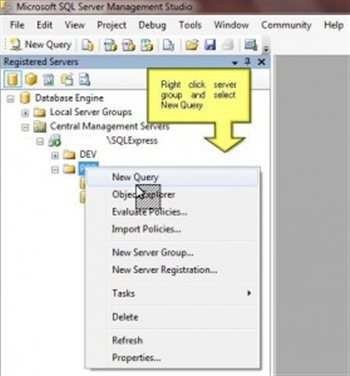 Microsoft SQL Server Management Studio
File Edit View Project Debug Tools Window Community Help
New Query
Registered Servers
Right click server
group and select
New Query
Database Engine
Local Server Groups
Central Management Servers
\SQLExpress
DEV
New Query
Object Explorer
Evaluate Policies...
Import Policies...
New Server Group...
New Server Registration...
Tasks
Delete
Refresh
Properties...